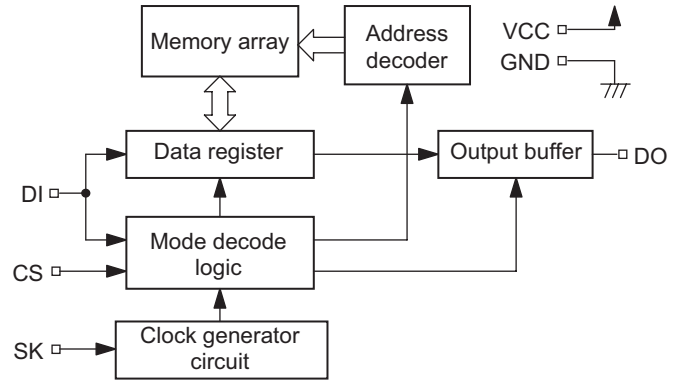 Memory array
Address
decoder
VCC
GND
Data register
Output buffer
DO
DI
Mode decode
logic
CS
Clock generator
circuit
SK